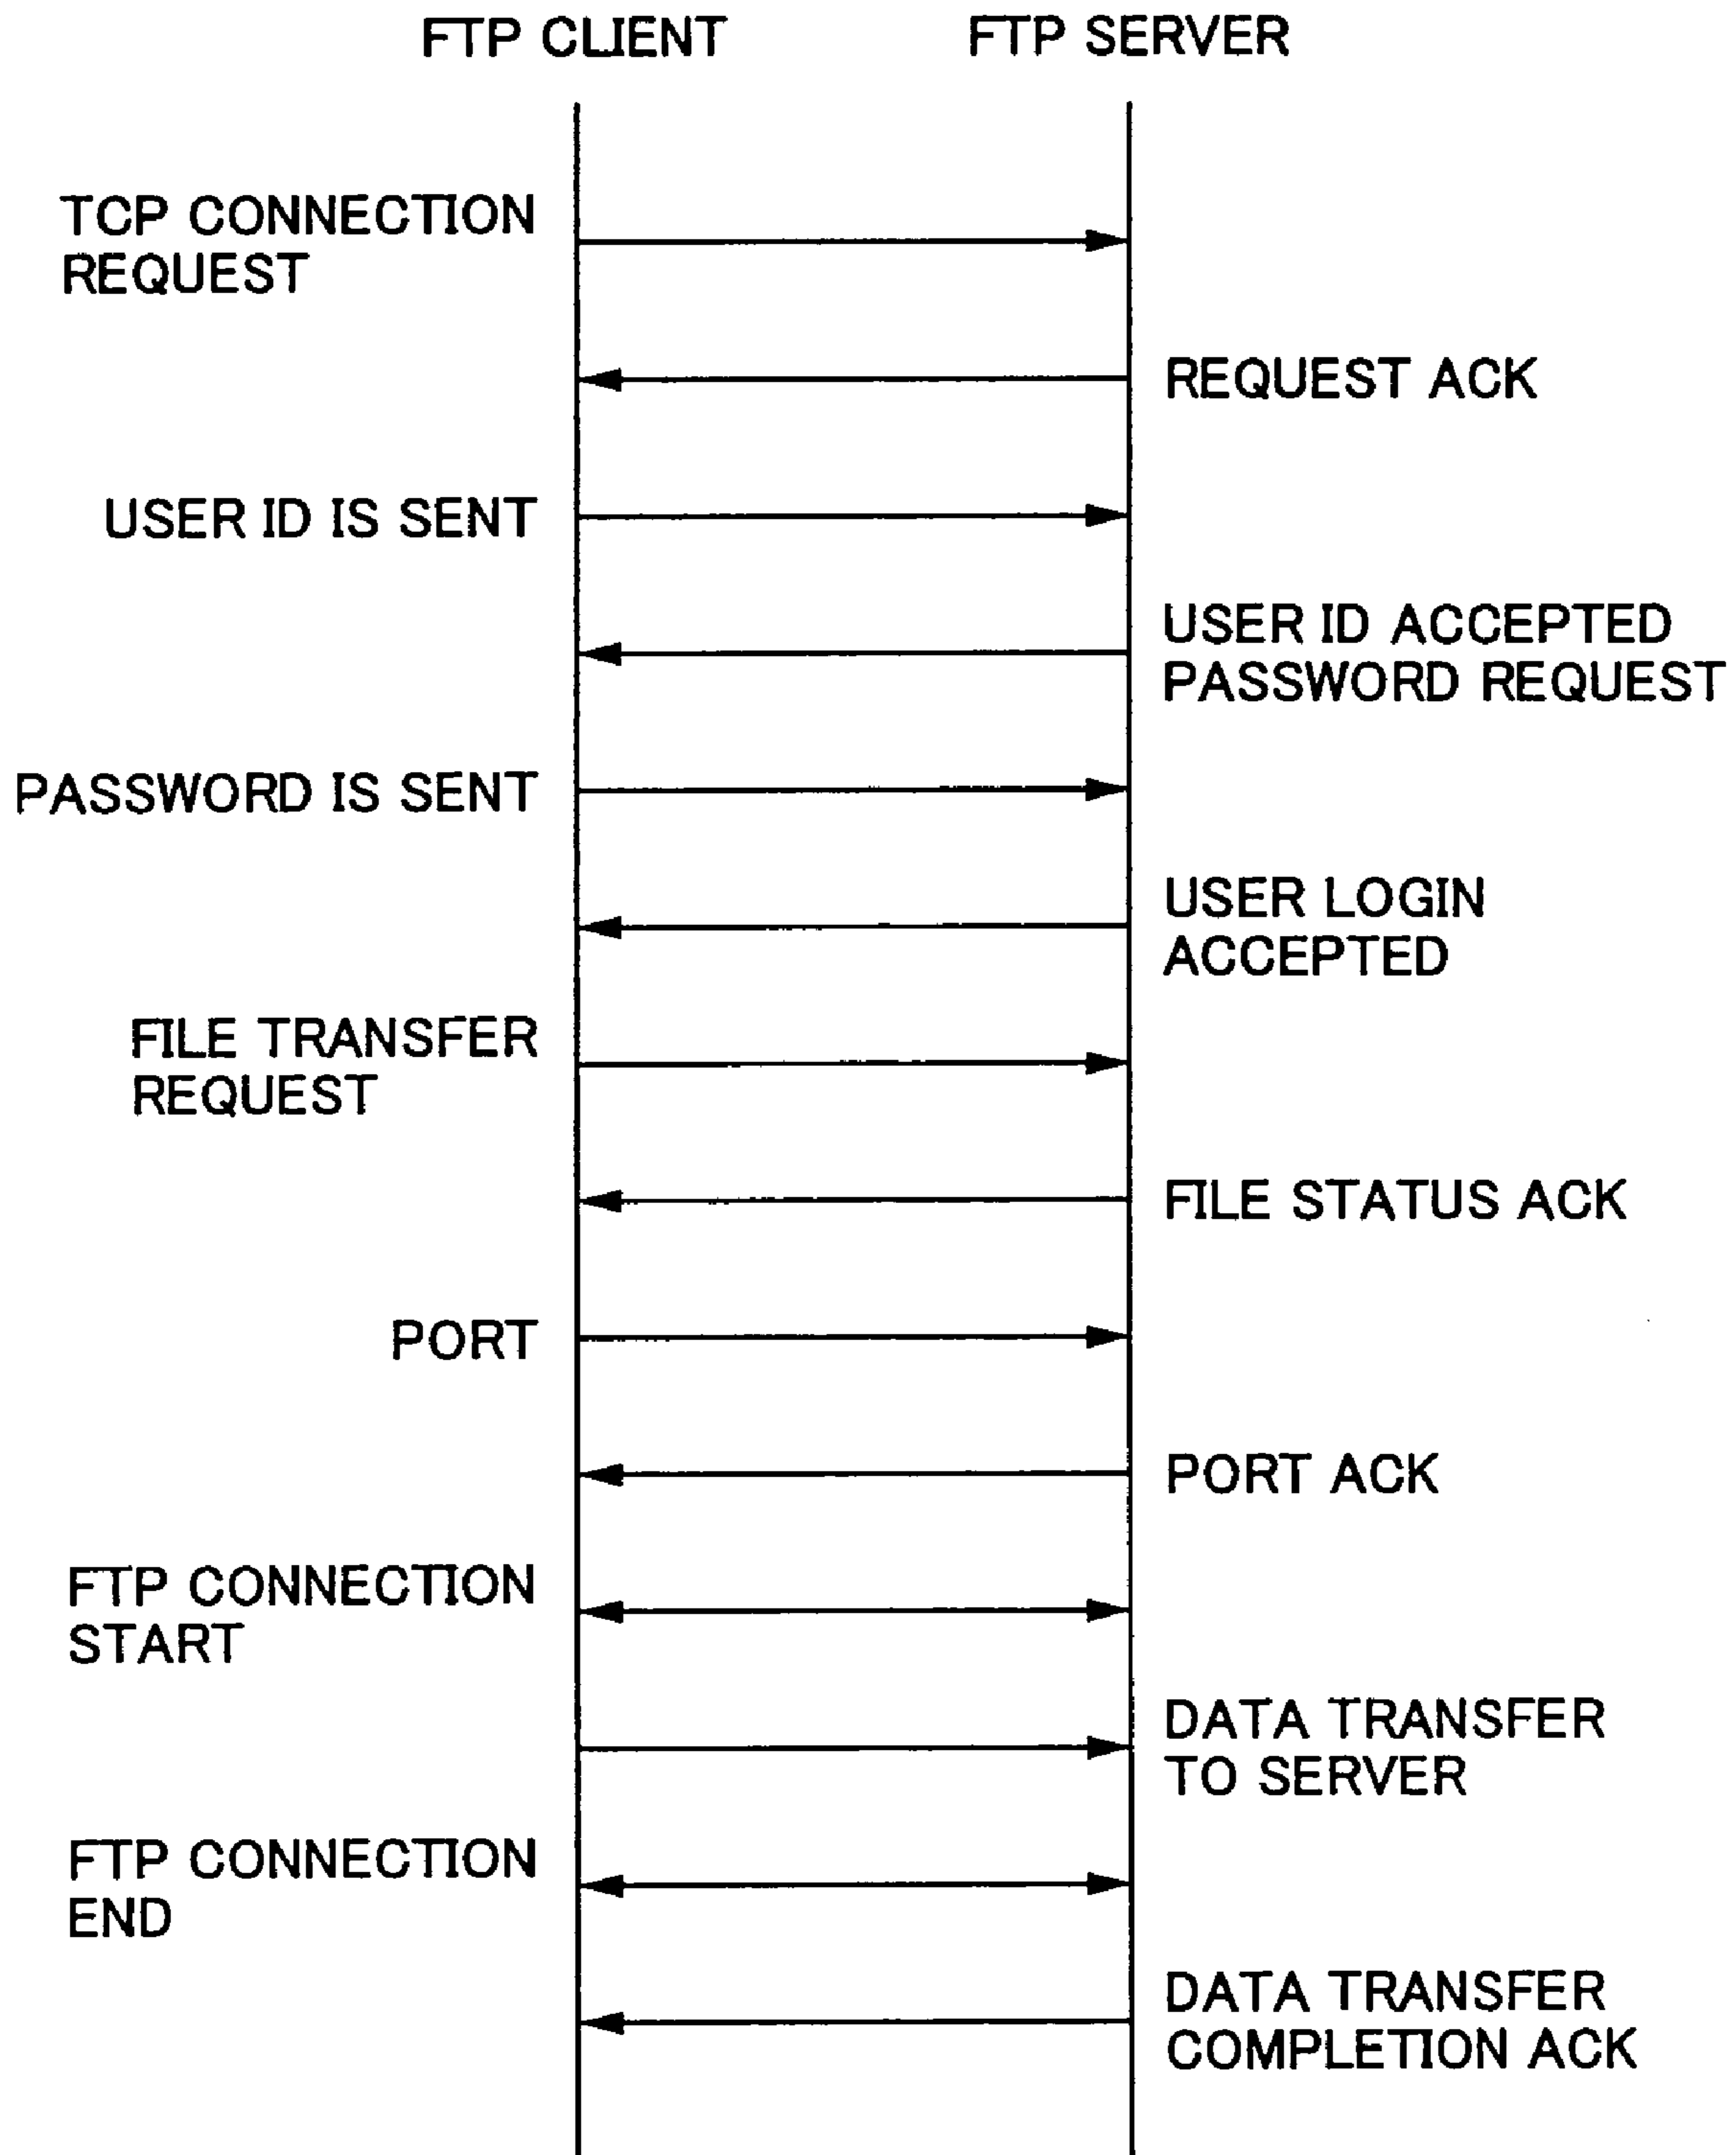 FTP CLIENT
FTP SERVER
TCP CONNECTION
REQUEST
REQUEST ACK
USER ID IS SENT
USER ID ACCEPTED
PASSWORD REQUEST
PASSWORD IS SENT
USER LOGIN
ACCEPTED
FILE TRANSFER
REQUEST
FILE STATUS ACK
PORT
PORT ACK
FTP CONNECTION
START
DATA TRANSFER
TO SERVER
FTP CONNECTION
END
DATA TRANSFER
COMPLETION ACK